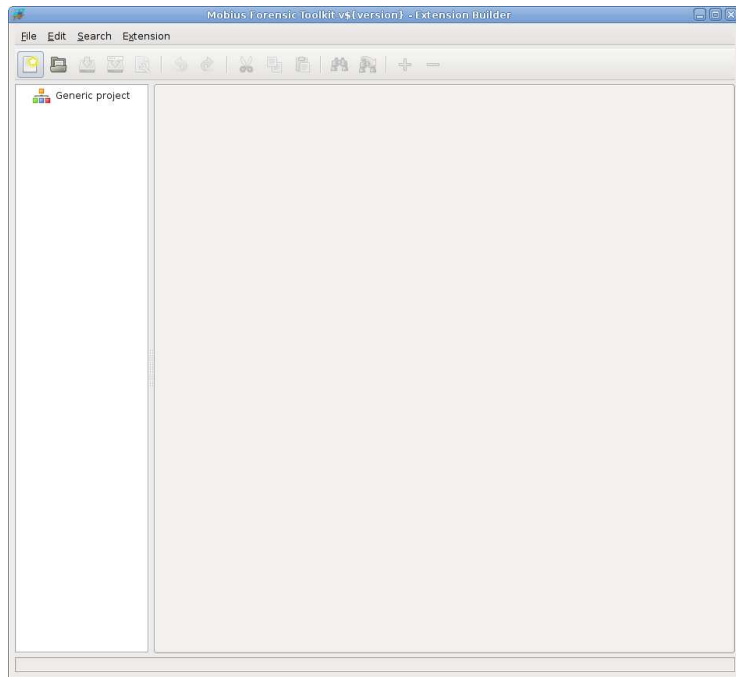 Mobius Forensic Toolkit v${version} - Extension Builder
File Edit Search Extension
Generic project